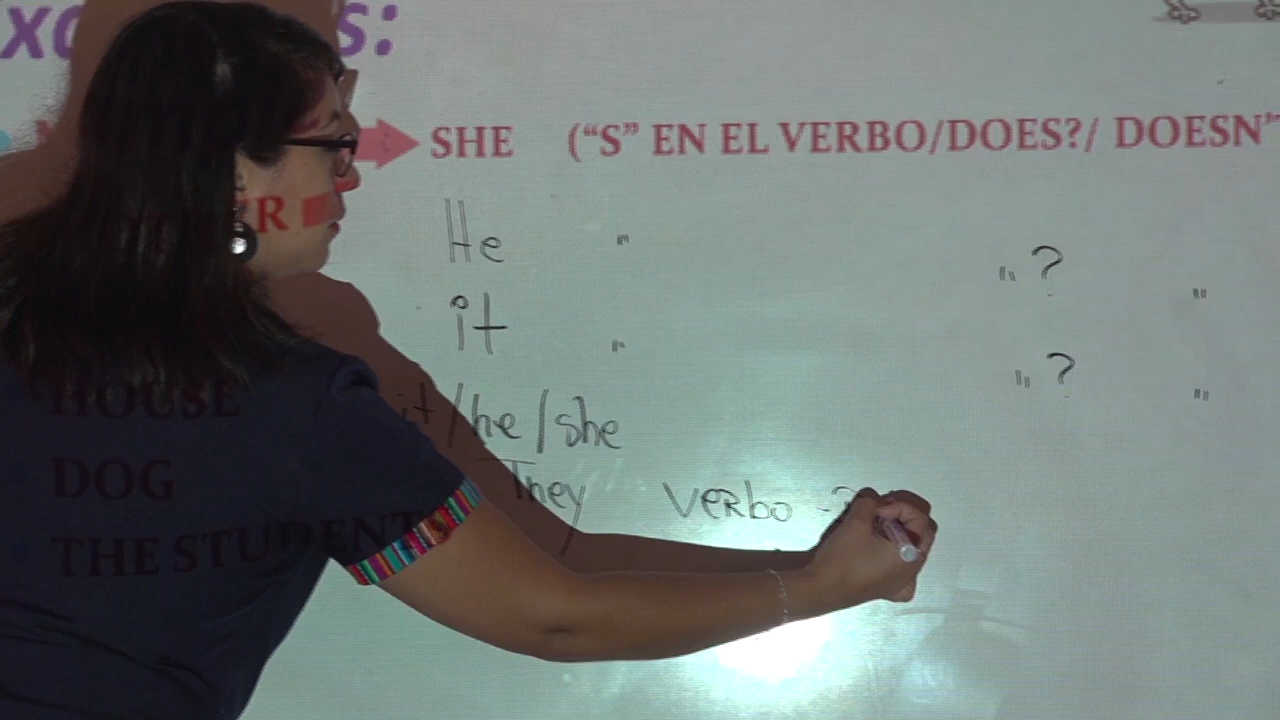 S:
SHE ("S" EN EL VERBO/DOES?/ DOESN'
R
He "
" ? "
it "
" ? "
HOUSE it/he/she
DOG They Verbo
THE STUDENT